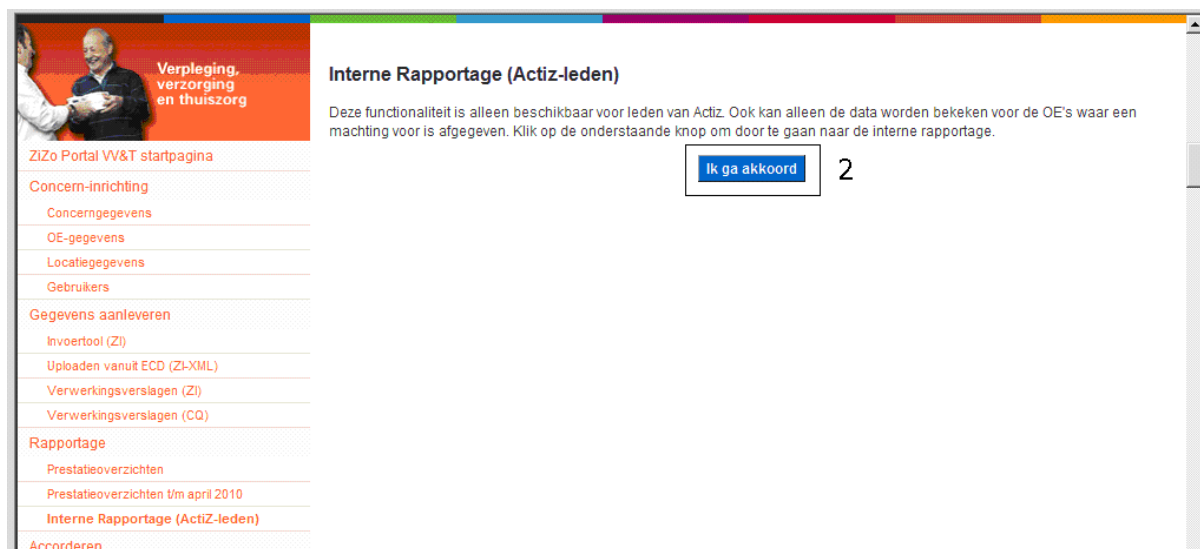 Verpleging,
verzorging
en thuiszorg
ZiZo Portal VV&T startpagina
Concern-inrichting
Concerngegevens
OE-gegevens
Locatiegegevens
Gebruikers
Gegevens aanleveren
Invoertool (ZI)
Uploaden vanuit ECD (ZI-XML)
Verwerkingsverslagen (ZI)
Verwerkingsverslagen (CQ)
Rapportage
Prestatieoverzichten
Prestatieoverzichten t/m april 2010
Interne Rapportage (ActiZ-leden)
Accorderen
Interne Rapportage (Actiz-leden)
Deze functionaliteit is alleen beschikbaar voor leden van Actiz. Ook kan alleen de data worden bekeken voor de OE's waar een
machting voor is afgegeven. Klik op de onderstaande knop om door te gaan naar de interne rapportage.
Ik ga akkoord
2